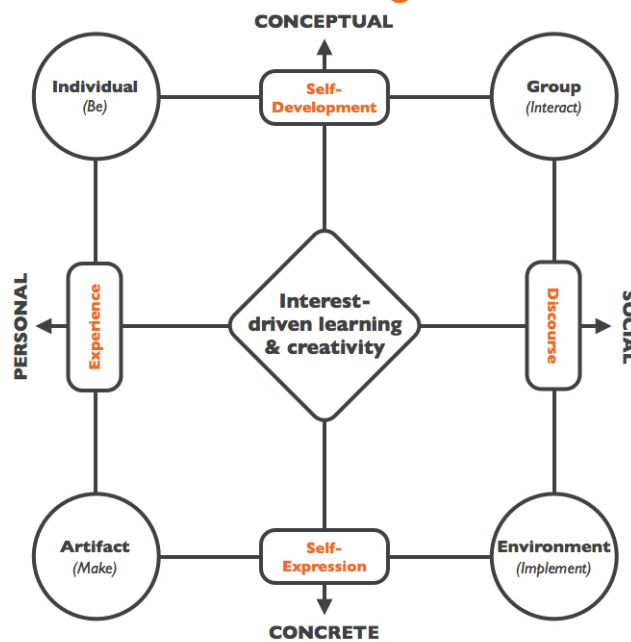 CONCEPTUAL
Individual
(Be)
Self-
Development
Group
(Interact)
PERSONAL
Experience
Interest-
driven learning
& creativity
Discourse
SOCIAL
Artifact
(Make)
Self-
Expression
Environment
(Implement)
CONCRETE